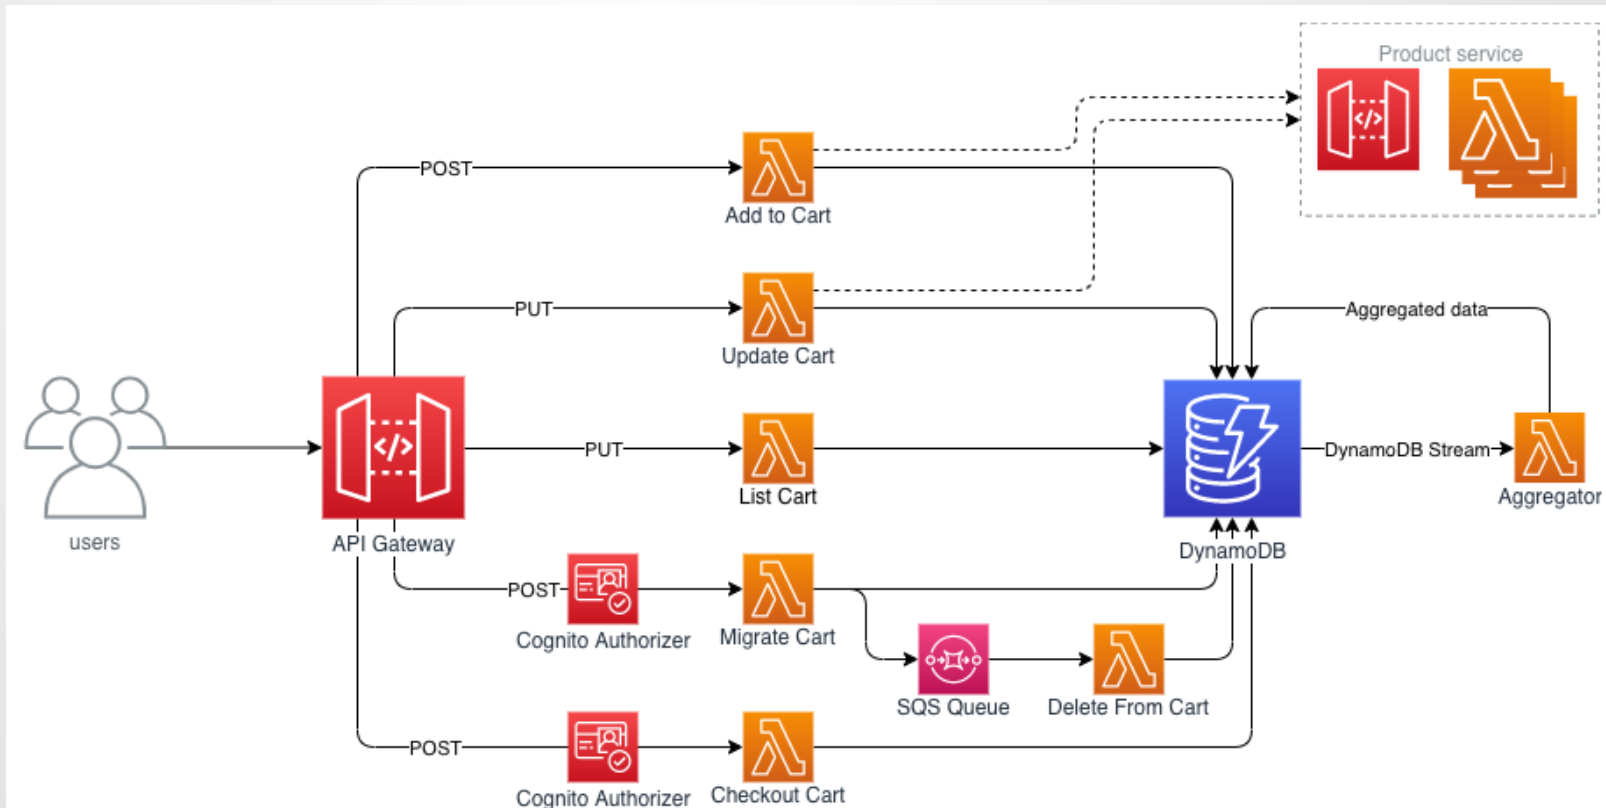 Product service
</>
POST
Add to Cart
PUT
Update Cart
Aggregated data
</>
PUT
List Cart
DynamoDB Stream
Aggregator
users
API Gateway
DynamoDB
POST
Cognito Authorizer
Migrate Cart
SQS Queue
Delete From Cart
POST
Cognito Authorizer
Checkout Cart